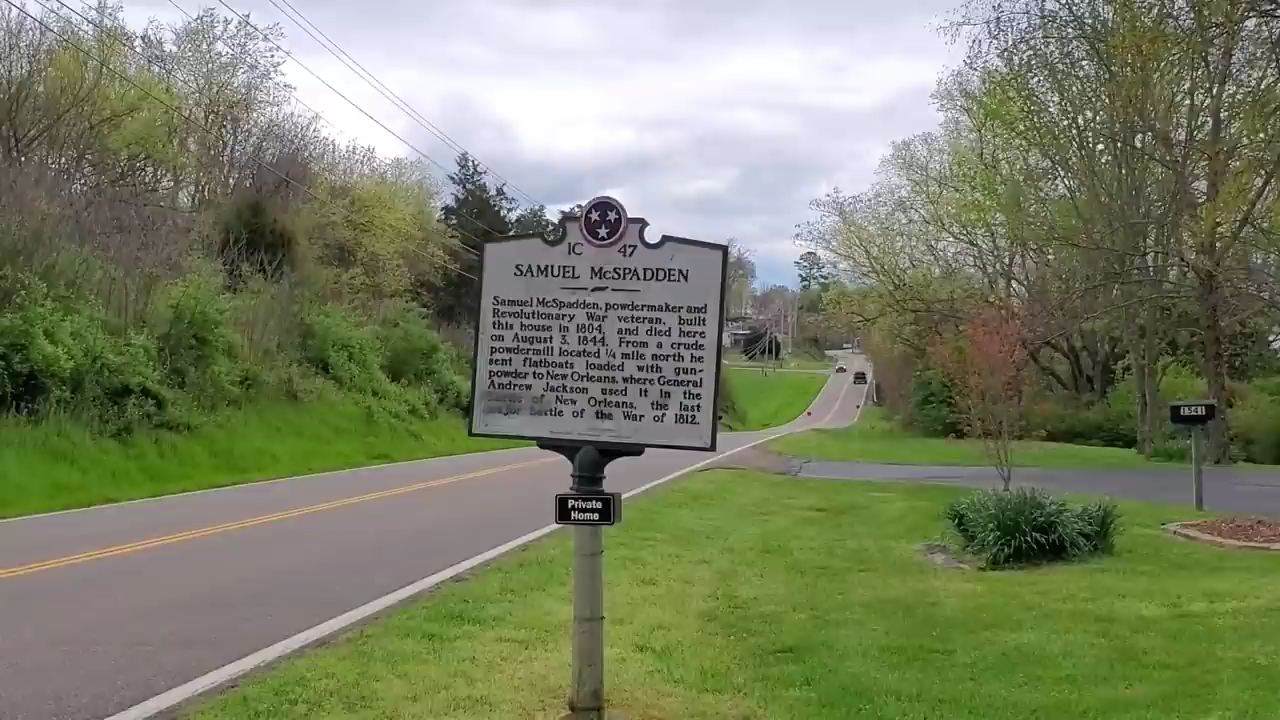 1C 47
SAMUEL McSPADDEN
Samuel McSpadden, powdermaker and
Revolutionary War veteran, built
this house in 1804, and died here
on August 3, 1844. From a crude
powdermill located ¼ mile north he
sent flatboats loaded with gun-
powder to New Orleans, where General
Andrew Jackson used it in the
Battle of New Orleans, the last
major battle of the War of 1812.
Private
Home
1541